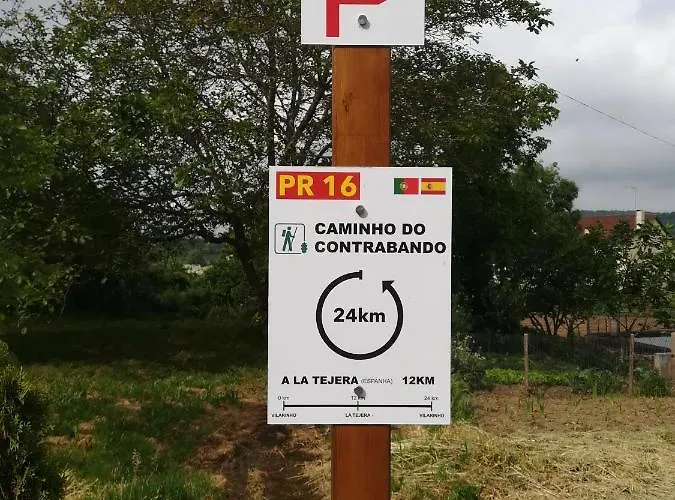 P
PR 16
CAMINHO DO
CONTRABANDO
24km
A LA TEJERA (ESPANHA) 12KM
0 km 12 km 24 km
VILARINHO LA TEJERA VILARINHO